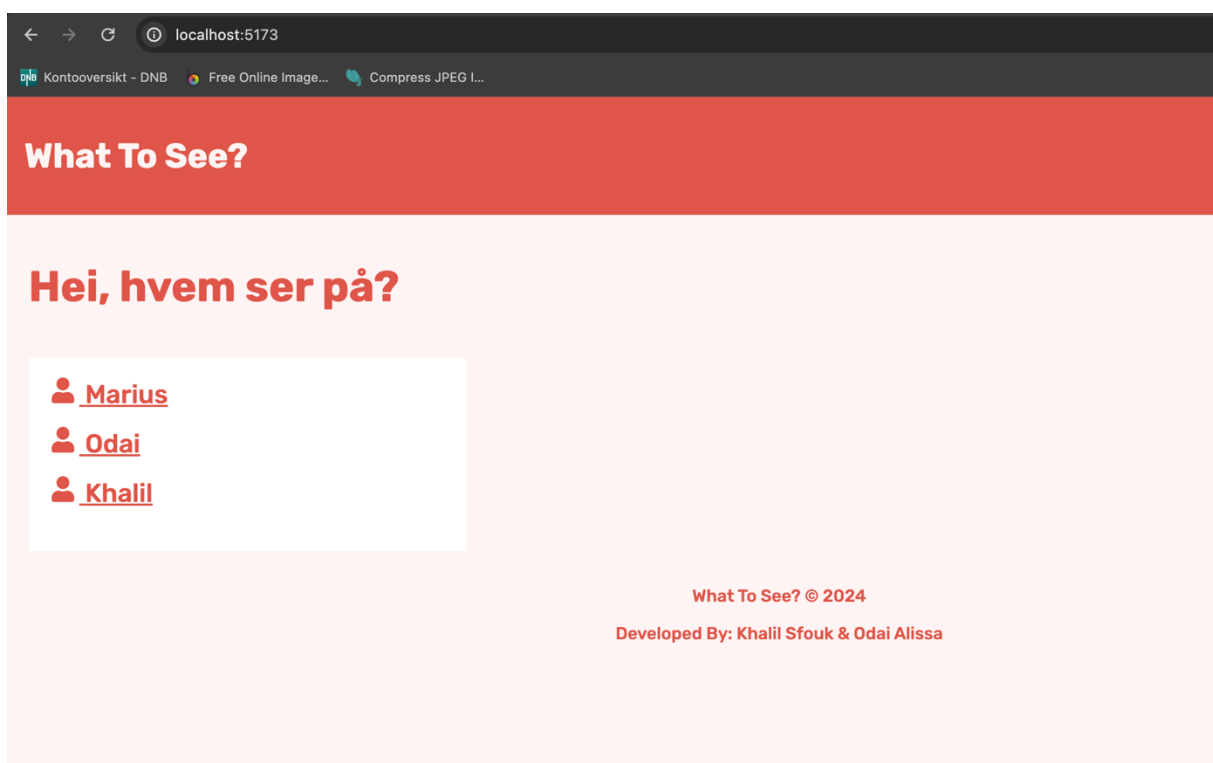 localhost:5173
DNB Kontooversikt - DNB Free Online Image... Compress JPEG I...
What To See?
Hei, hvem ser på?
Marius
Odai
Khalil
What To See? © 2024
Developed By: Khalil Sfouk & Odai Alissa